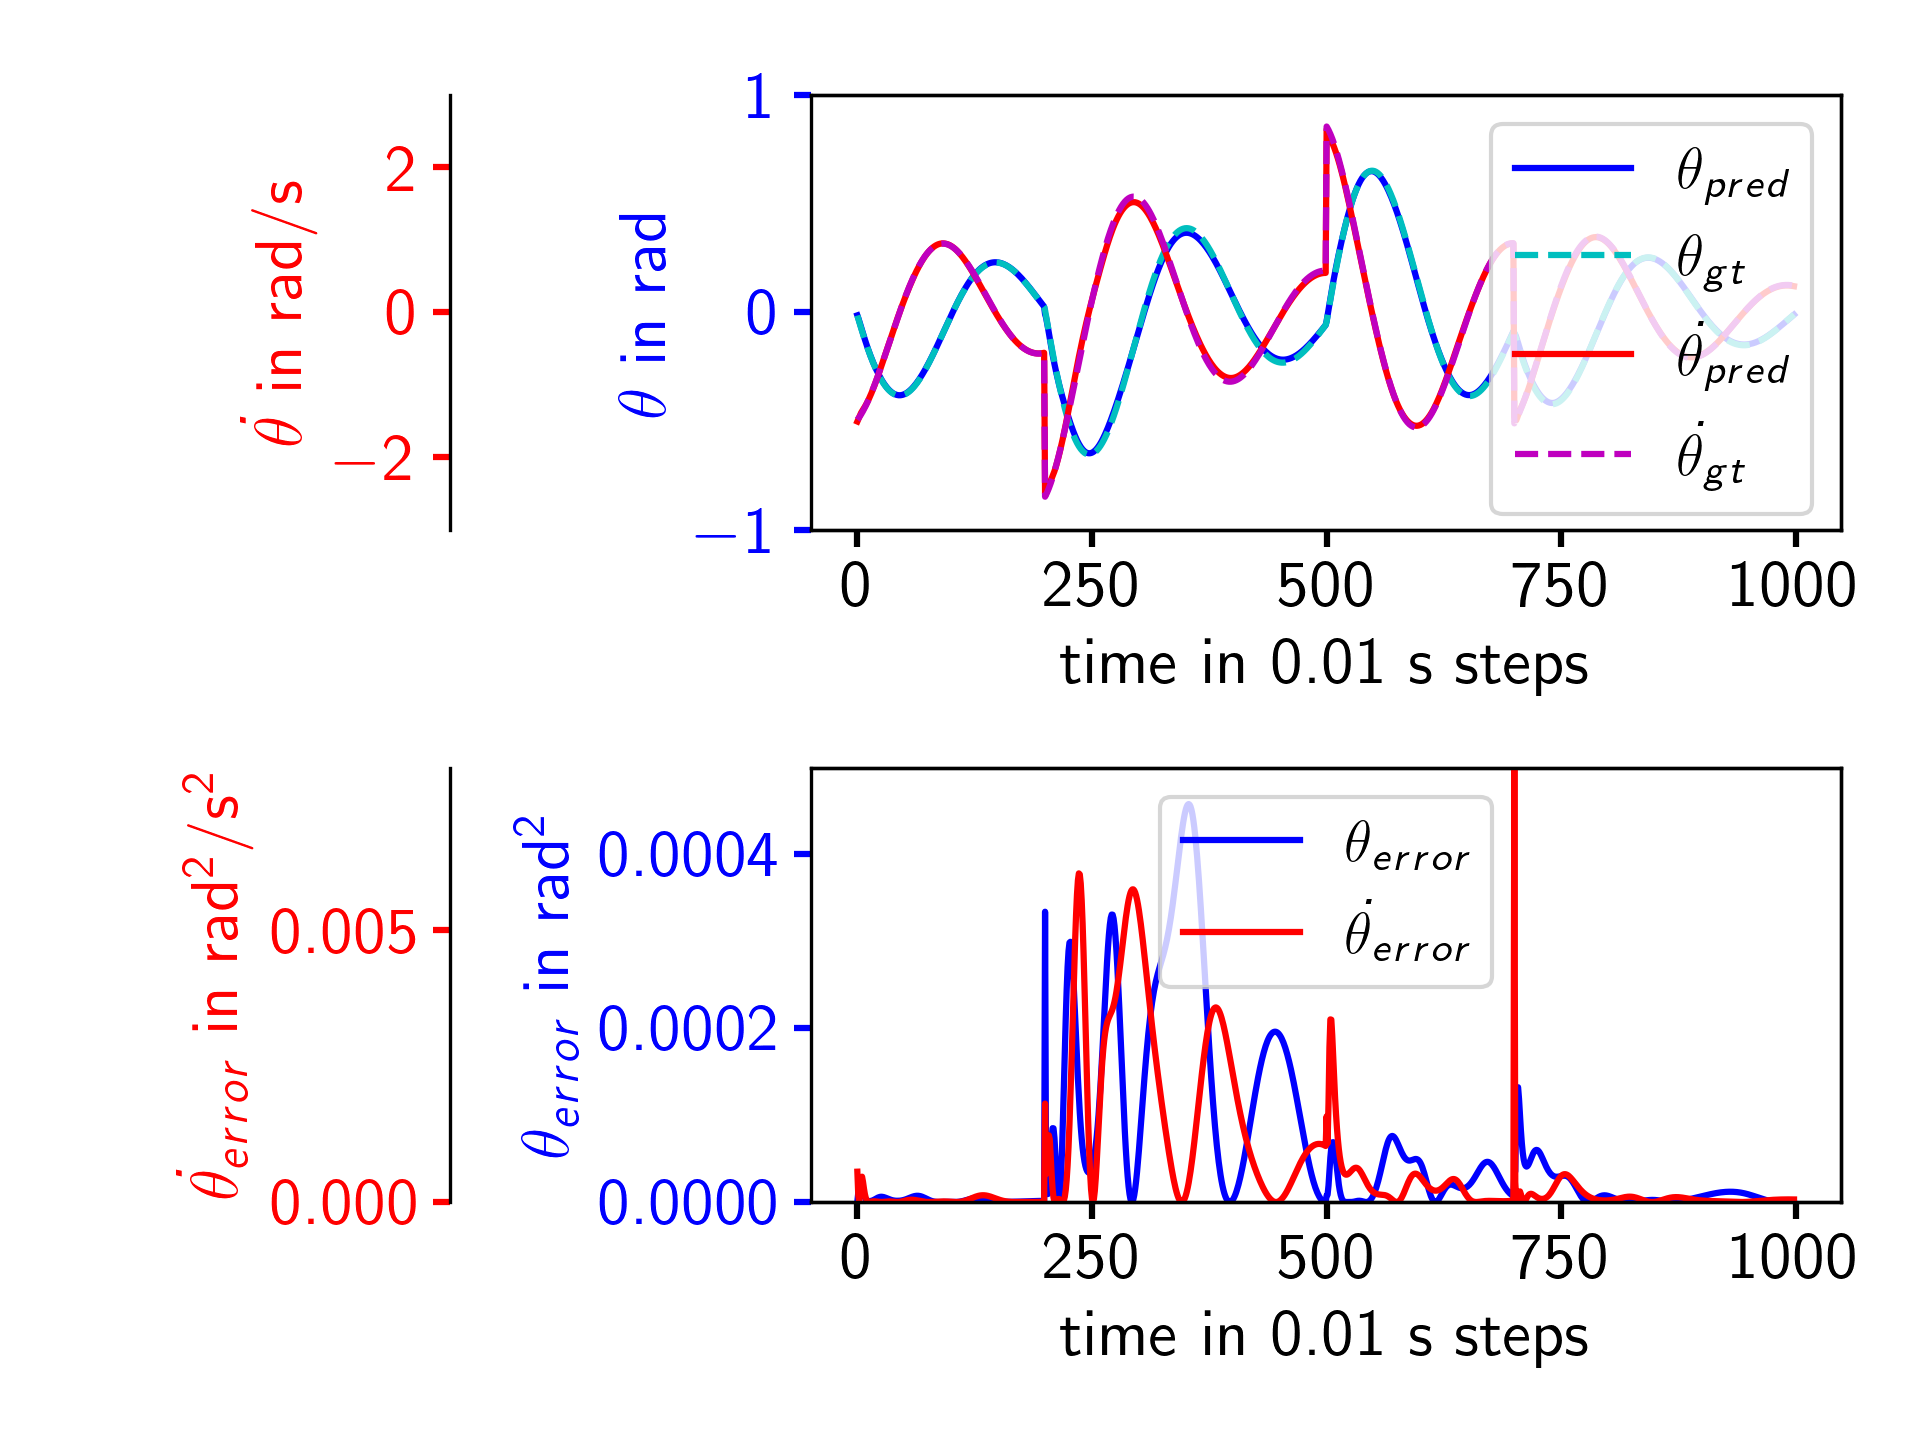 θ̇ in rad/s
2
0
−2
θ in rad
1
0
−1
θ_pred
θ_gt
θ̇_pred
θ̇_gt
0 250 500 750 1000
time in 0.01 s steps
θ̇_error in rad²/s²
0.005
0.000
θ_error in rad²
0.0004
0.0002
0.0000
θ_error
θ̇_error
0 250 500 750 1000
time in 0.01 s steps